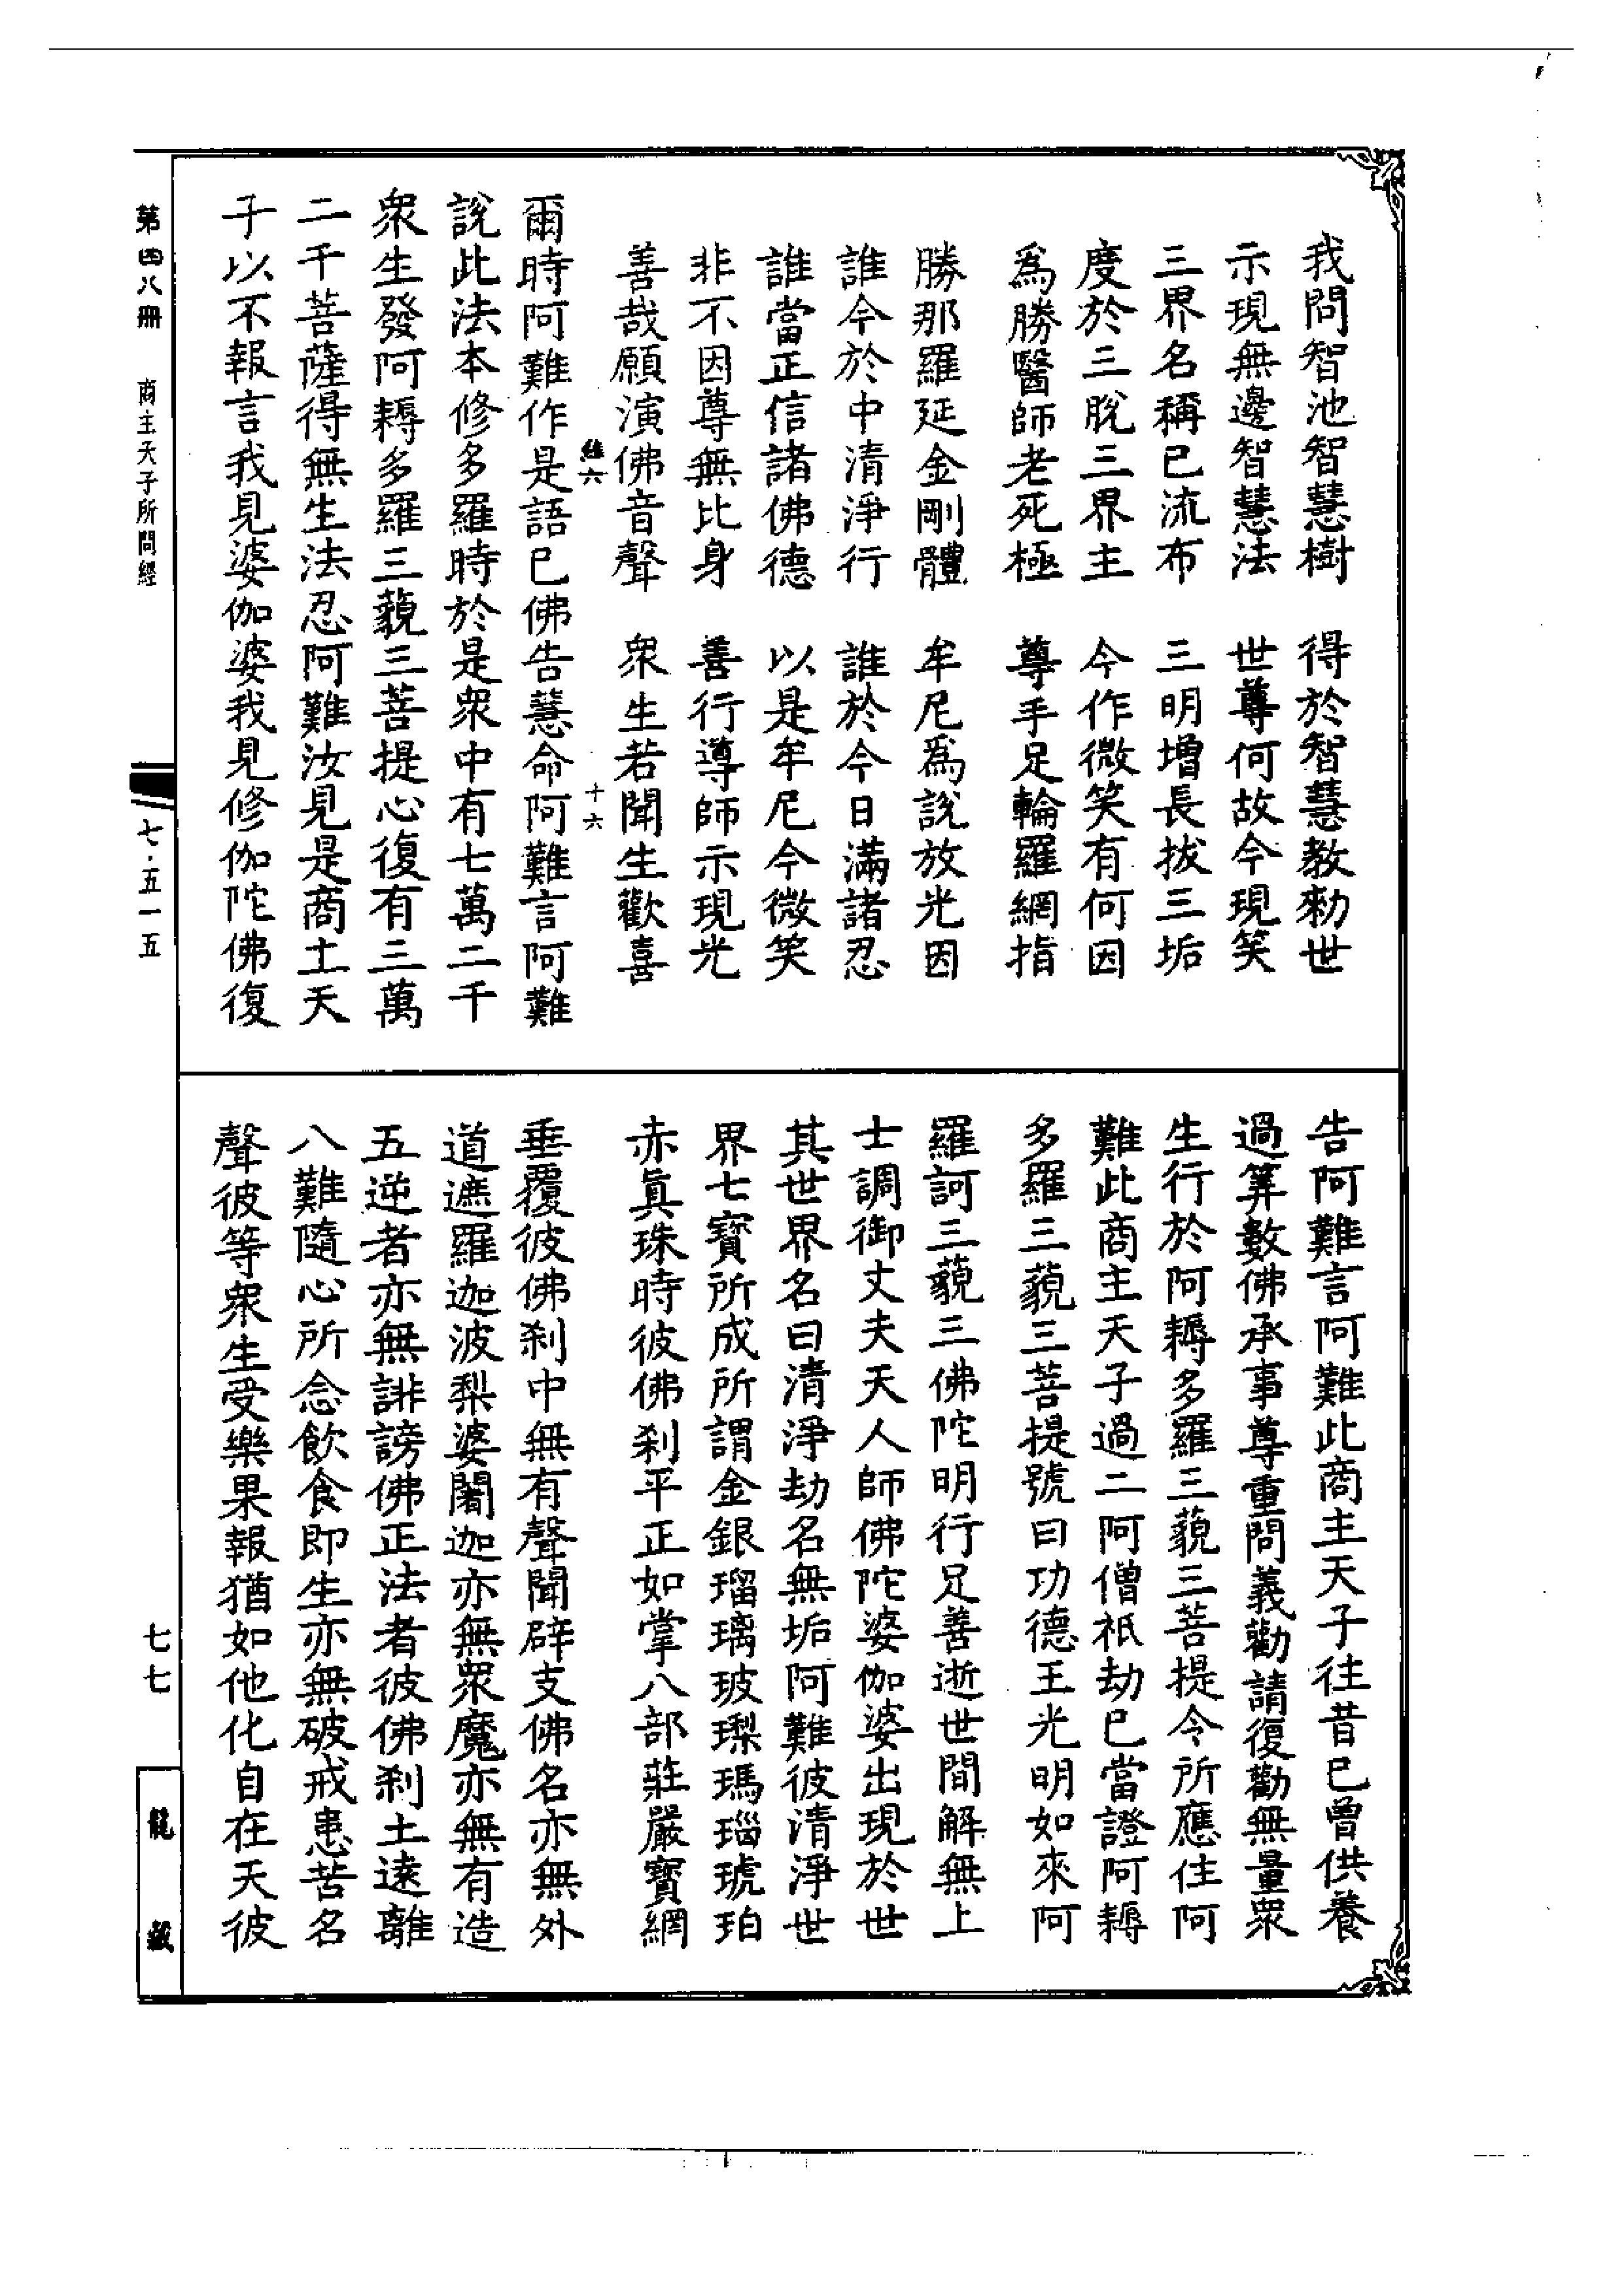 我問智池智慧樹　得於智慧教勑世
示現無邊智慧法　世尊何故今現笑
三界名稱已流布　三明增長拔三垢
度於三脫三界主　今作微笑有何因
爲勝醫師老死極　尊手足輪羅網指
勝那羅延金剛體　牟尼爲說放光因
誰今於中清淨行　誰於今日滿諸忍
誰當正信諸佛德　以是牟尼今微笑
非不因尊無比身　善行導師示現光
善哉願演佛音聲　衆生若聞生歡喜
絲六　十六
爾時阿難作是語已佛告慧命阿難言阿難
說此法本修多羅時於是衆中有七萬二千
衆生發阿耨多羅三藐三菩提心復有三萬
二千菩薩得無生法忍阿難汝見是商主天
子以不報言我見婆伽婆我見修伽陀佛復
告阿難言阿難此商主天子往昔已曾供養
過筭數佛承事尊重問義勸請復勸無量衆
生行於阿耨多羅三藐三菩提今所應住阿
難此商主天子過二阿僧祇劫已當證阿耨
多羅三藐三菩提號曰功德王光明如來阿
羅訶三藐三佛陀明行足善逝世間解無上
士調御丈夫天人師佛陀婆伽婆出現於世
其世界名曰清淨劫名無垢阿難彼清淨世
界七寶所成所謂金銀瑠璃玻瓈瑪瑙琥珀
赤眞珠時彼佛刹平正如掌八部莊嚴寶網
垂覆彼佛刹中無有聲聞辟支佛名亦無外
道遮羅迦波梨婆闍迦亦無衆魔亦無有造
五逆者亦無誹謗佛正法者彼佛刹土遠離
八難隨心所念飲食即生亦無破戒患苦名
聲彼等衆生受樂果報猶如他化自在天彼
第四八冊　商主天子所問經
七·五一五
七七
龍藏